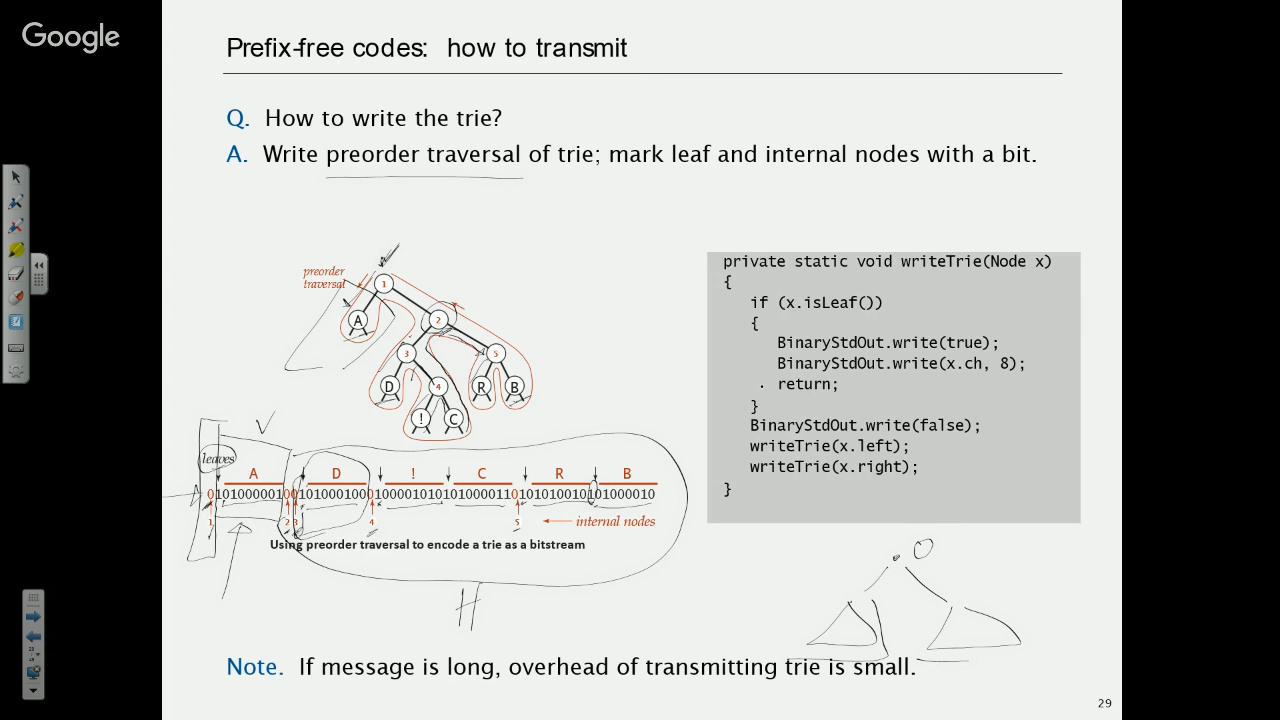 Google
Prefix-free codes: how to transmit
Q. How to write the trie?
A. Write preorder traversal of trie; mark leaf and internal nodes with a bit.
preorder
traversal
1
A
2
3
5
D
4
R
B
!
C
leaves
A D ! C R B
01010000010010100010001000010101010000110101010010101000010
1 2 3 4 5 internal nodes
Using preorder traversal to encode a trie as a bitstream
private static void writeTrie(Node x)
{
if (x.isLeaf())
{
BinaryStdOut.write(true);
BinaryStdOut.write(x.ch, 8);
return;
}
BinaryStdOut.write(false);
writeTrie(x.left);
writeTrie(x.right);
}
0
H
Note. If message is long, overhead of transmitting trie is small.
29